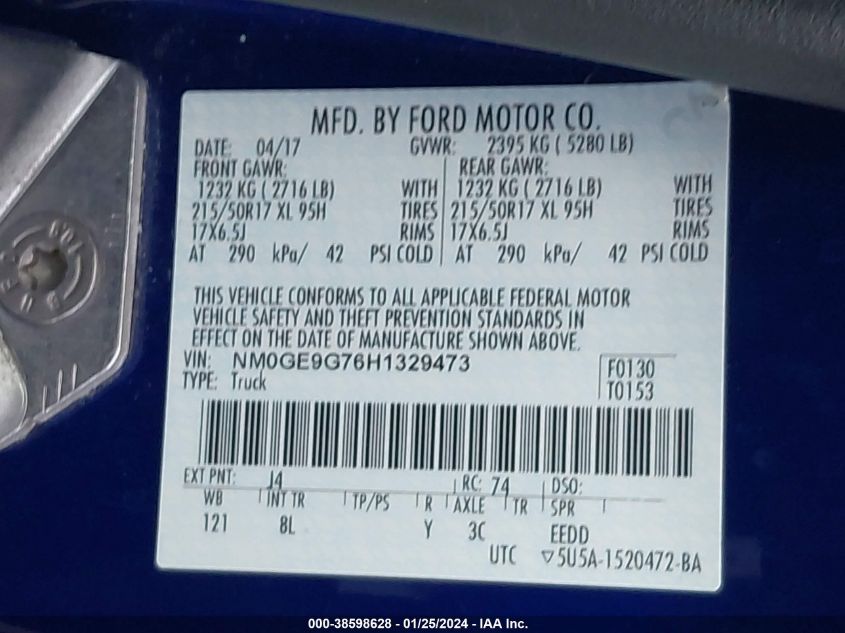 MFD. BY FORD MOTOR CO.
DATE: 04/17 GVWR: 2395 KG ( 5280 LB)
FRONT GAWR: REAR GAWR:
1232 KG ( 2716 LB) WITH 1232 KG ( 2716 LB) WITH
215/50R17 XL 95H TIRES 215/50R17 XL 95H TIRES
17X6.5J RIMS 17X6.5J RIMS
AT 290 kPa/ 42 PSI COLD AT 290 kPa/ 42 PSI COLD
THIS VEHICLE CONFORMS TO ALL APPLICABLE FEDERAL MOTOR
VEHICLE SAFETY AND THEFT PREVENTION STANDARDS IN
EFFECT ON THE DATE OF MANUFACTURE SHOWN ABOVE.
VIN: NM0GE9G76H1329473 F0130
TYPE: Truck T0153
EXT PNT: J4 RC: 74 DSO:
WB INT TR TP/PS R AXLE TR SPR
121 8L Y 3C EEDD
UTC ▽5U5A-1520472-BA
000-38598628 - 01/25/2024 - IAA Inc.